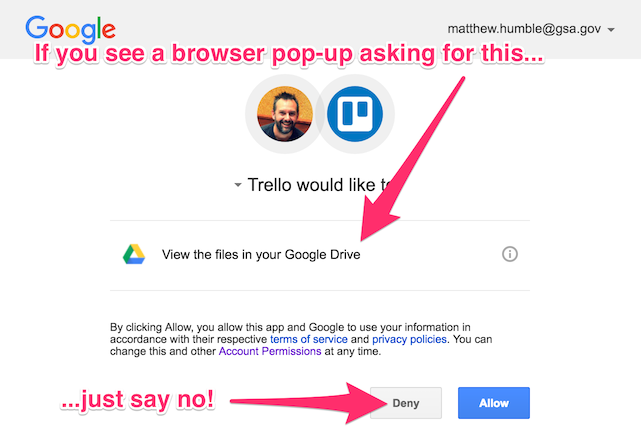 Google
matthew.humble@gsa.gov
If you see a browser pop-up asking for this...
Trello would like to
View the files in your Google Drive
By clicking Allow, you allow this app and Google to use your information in
accordance with their respective terms of service and privacy policies. You can
change this and other Account Permissions at any time.
...just say no!
Deny
Allow